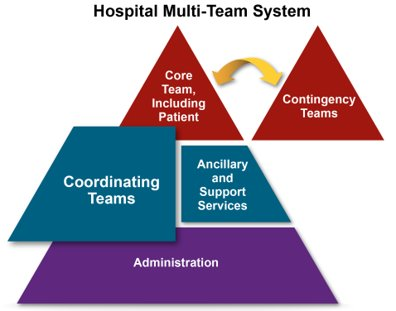 Hospital Multi-Team System
Core
Team,
Including
Patient
Contingency
Teams
Coordinating
Teams
Ancillary
and
Support
Services
Administration